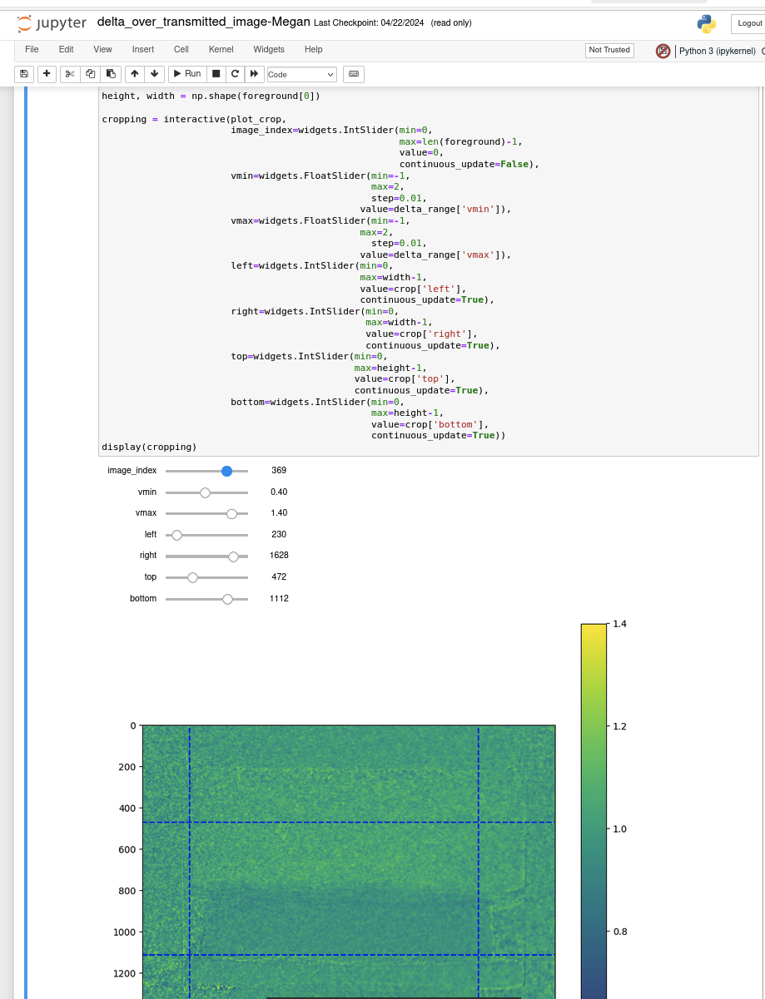 jupyter delta_over_transmitted_image-Megan Last Checkpoint: 04/22/2024 (read only)
Logout
File Edit View Insert Cell Kernel Widgets Help
Not Trusted
Python 3 (ipykernel)
Run
Code
height, width = np.shape(foreground[0])
cropping = interactive(plot_crop,
image_index=widgets.IntSlider(min=0,
max=len(foreground)-1,
value=0,
continuous_update=False),
vmin=widgets.FloatSlider(min=-1,
max=2,
step=0.01,
value=delta_range['vmin']),
vmax=widgets.FloatSlider(min=-1,
max=2,
step=0.01,
value=delta_range['vmax']),
left=widgets.IntSlider(min=0,
max=width-1,
value=crop['left'],
continuous_update=True),
right=widgets.IntSlider(min=0,
max=width-1,
value=crop['right'],
continuous_update=True),
top=widgets.IntSlider(min=0,
max=height-1,
value=crop['top'],
continuous_update=True),
bottom=widgets.IntSlider(min=0,
max=height-1,
value=crop['bottom'],
continuous_update=True))
display(cropping)
image_index 369
vmin 0.40
vmax 1.40
left 230
right 1628
top 472
bottom 1112
1.4
1.2
1.0
0.8
0
200
400
600
800
1000
1200